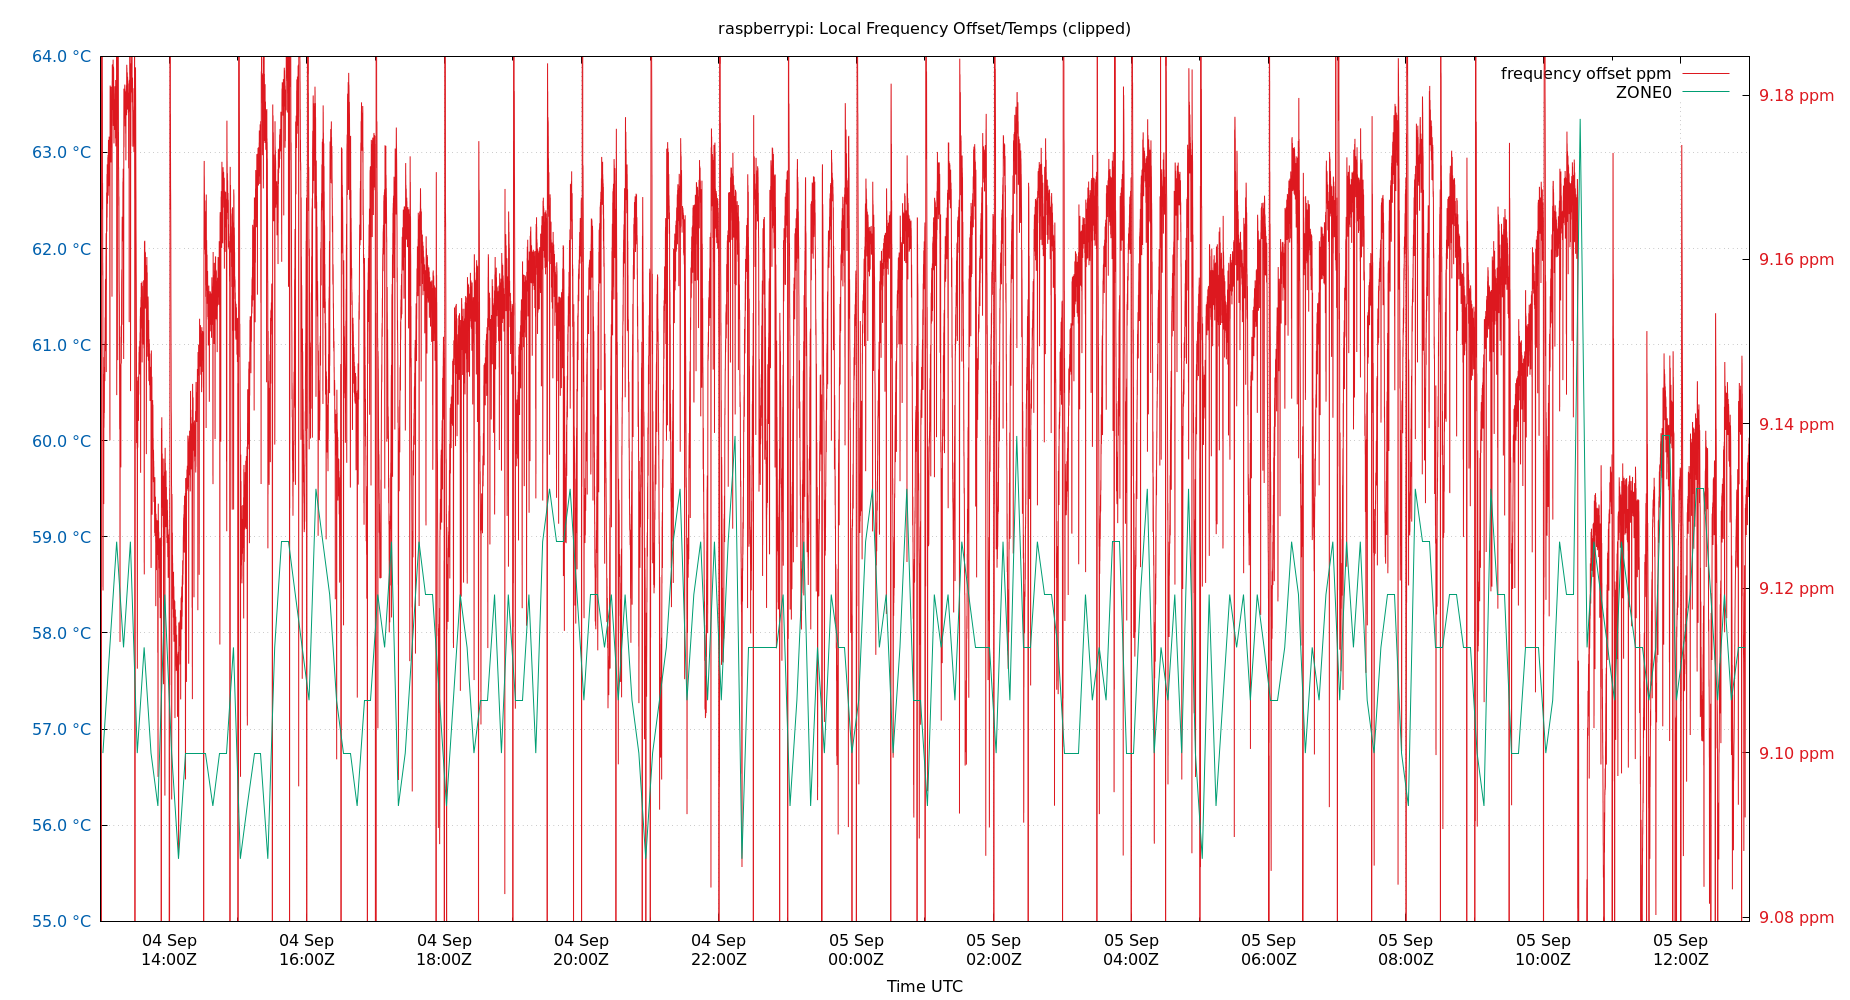 raspberrypi: Local Frequency Offset/Temps (clipped)
frequency offset ppm
ZONE0
64.0 °C
63.0 °C
62.0 °C
61.0 °C
60.0 °C
59.0 °C
58.0 °C
57.0 °C
56.0 °C
55.0 °C
9.18 ppm
9.16 ppm
9.14 ppm
9.12 ppm
9.10 ppm
9.08 ppm
04 Sep
14:00Z
04 Sep
16:00Z
04 Sep
18:00Z
04 Sep
20:00Z
04 Sep
22:00Z
05 Sep
00:00Z
05 Sep
02:00Z
05 Sep
04:00Z
05 Sep
06:00Z
05 Sep
08:00Z
05 Sep
10:00Z
05 Sep
12:00Z
Time UTC